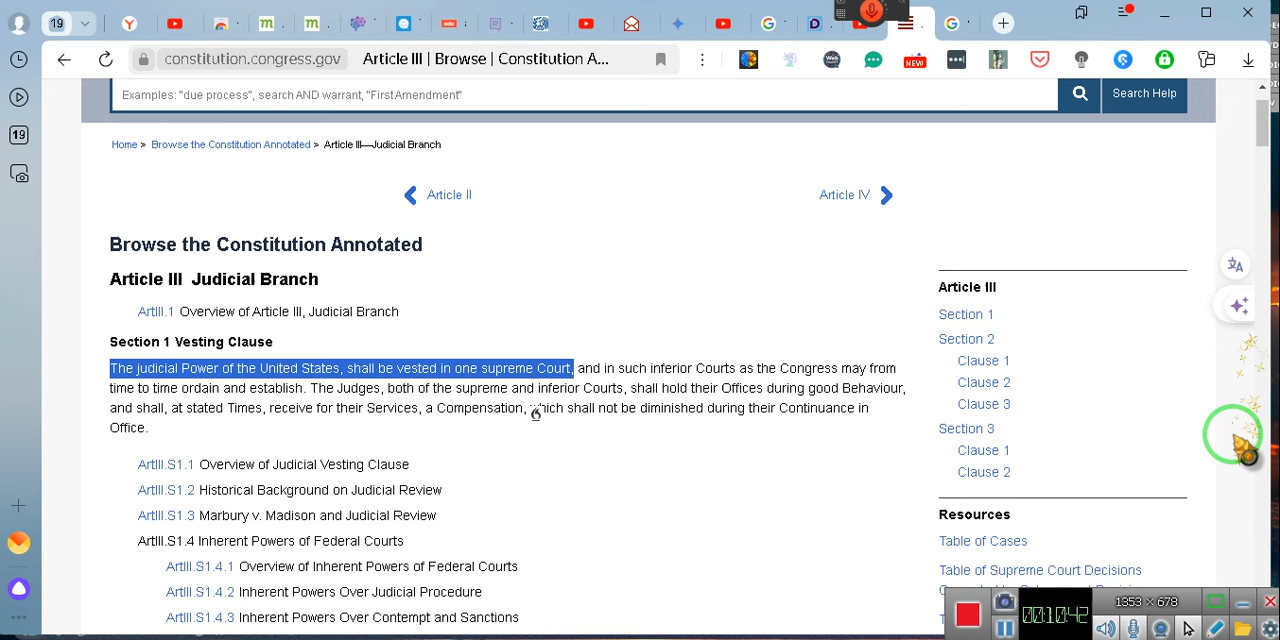 19
constitution.congress.gov
Article III | Browse | Constitution A...
NEW
19
Examples: "due process", search AND warrant, "First Amendment"
Search Help
Home » Browse the Constitution Annotated » Article III—Judicial Branch
Article II
Article IV
Browse the Constitution Annotated
Article III Judicial Branch
ArtIII.1 Overview of Article III, Judicial Branch
Section 1 Vesting Clause
The judicial Power of the United States, shall be vested in one supreme Court, and in such inferior Courts as the Congress may from
time to time ordain and establish. The Judges, both of the supreme and inferior Courts, shall hold their Offices during good Behaviour,
and shall, at stated Times, receive for their Services, a Compensation, which shall not be diminished during their Continuance in
Office.
ArtIII.S1.1 Overview of Judicial Vesting Clause
ArtIII.S1.2 Historical Background on Judicial Review
ArtIII.S1.3 Marbury v. Madison and Judicial Review
ArtIII.S1.4 Inherent Powers of Federal Courts
ArtIII.S1.4.1 Overview of Inherent Powers of Federal Courts
ArtIII.S1.4.2 Inherent Powers Over Judicial Procedure
ArtIII.S1.4.3 Inherent Powers Over Contempt and Sanctions
Article III
Section 1
Section 2
Clause 1
Clause 2
Clause 3
Section 3
Clause 1
Clause 2
Resources
Table of Cases
Table of Supreme Court Decisions
1353 × 678
00:10:42